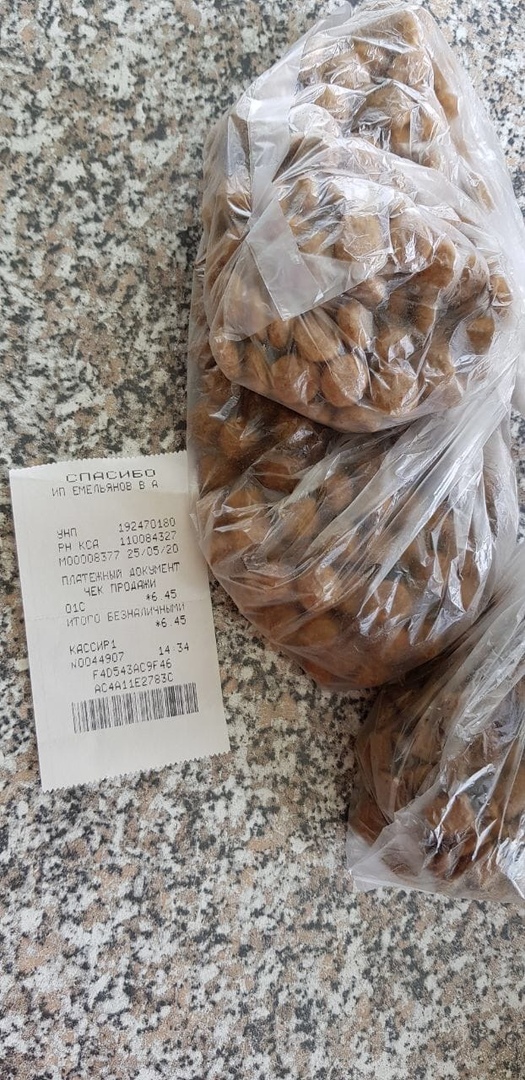 СПАСИБО
ИП ЕМЕЛЬЯНОВ В А
УНП 192470180
РН КСА 110084327
М00008377 25/05/20
ПЛАТЕЖНЫЙ ДОКУМЕНТ
ЧЕК ПРОДАЖИ
01С *6.45
ИТОГО БЕЗНАЛИЧНЫМИ
*6.45
КАССИР1
N0044907 14:34
F4D543AC9F46
AC4A11E2783C